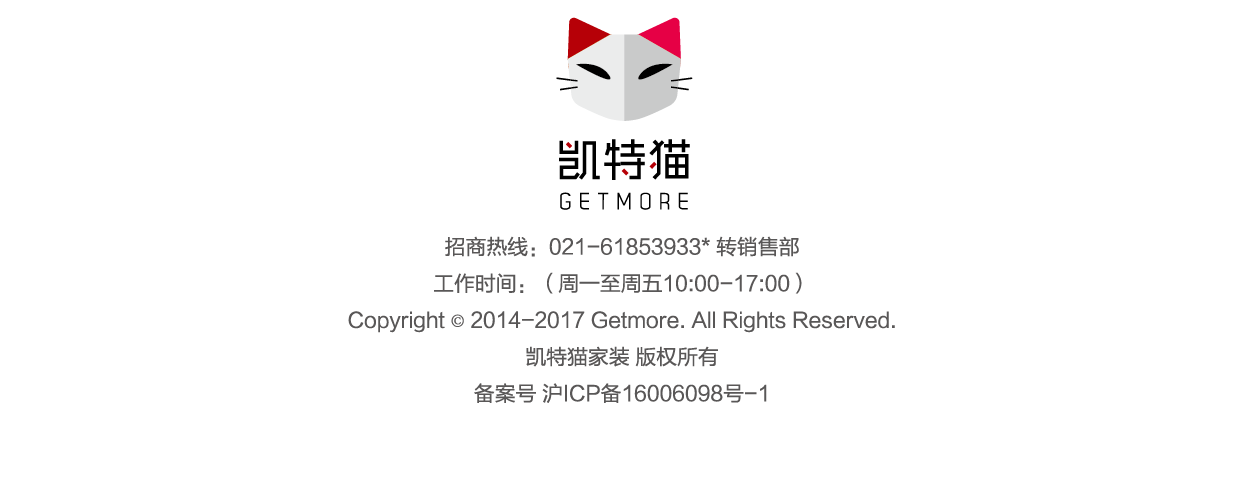 凯特猫
GETMORE
招商热线：021-61853933* 转销售部
工作时间：（周一至周五10:00-17:00）
Copyright © 2014-2017 Getmore. All Rights Reserved.
凯特猫家装 版权所有
备案号 沪ICP备16006098号-1